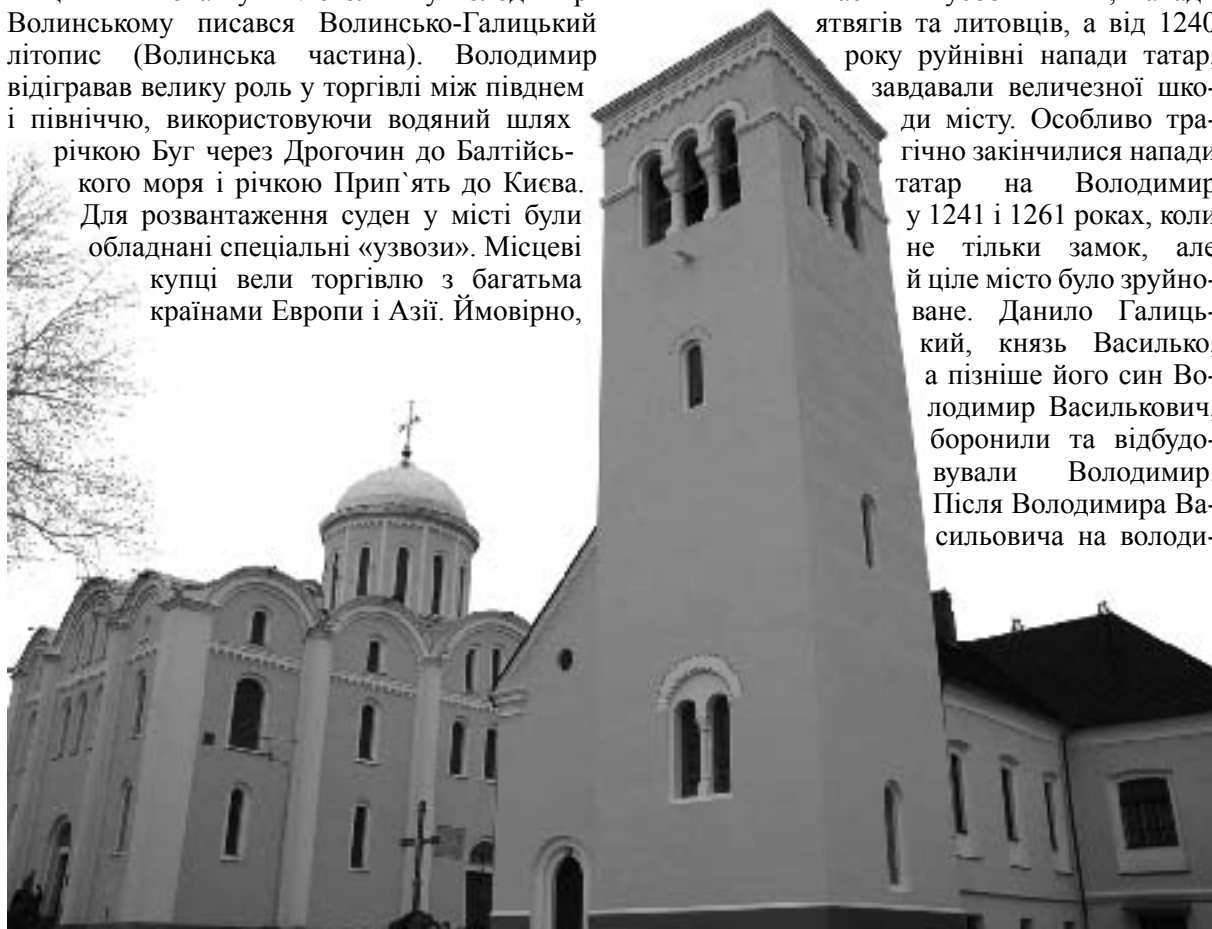 Волинському писався Волинсько-Галицький
літопис (Волинська частина). Володимир
відігравав велику роль у торгівлі між півднем
і північчю, використовуючи водяний шлях
річкою Буг через Дрогочин до Балтійсь-
кого моря і річкою Прип`ять до Києва.
Для розвантаження суден у місті були
обладнані спеціальні «узвози». Місцеві
купці вели торгівлю з багатьма
країнами Европи і Азії. Ймовірно,
ятвягів та литовців, а від 1240
року руйнівні напади татар,
завдавали величезної шко-
ди місту. Особливо тра-
гічно закінчилися напади
татар на Володимир
у 1241 і 1261 роках, коли
не тільки замок, але
й ціле місто було зруйно-
ване. Данило Галиць-
кий, князь Василько,
а пізніше його син Во-
лодимир Василькович,
боронили та відбудо-
вували Володимир.
Після Володимира Ва-
сильовича на володи-